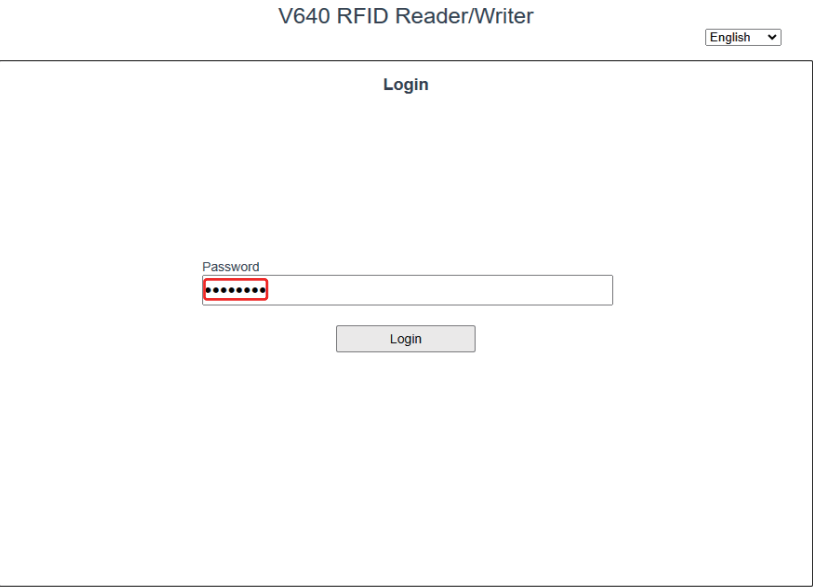 V640 RFID Reader/Writer
English
Login
Password
••••••••
Login